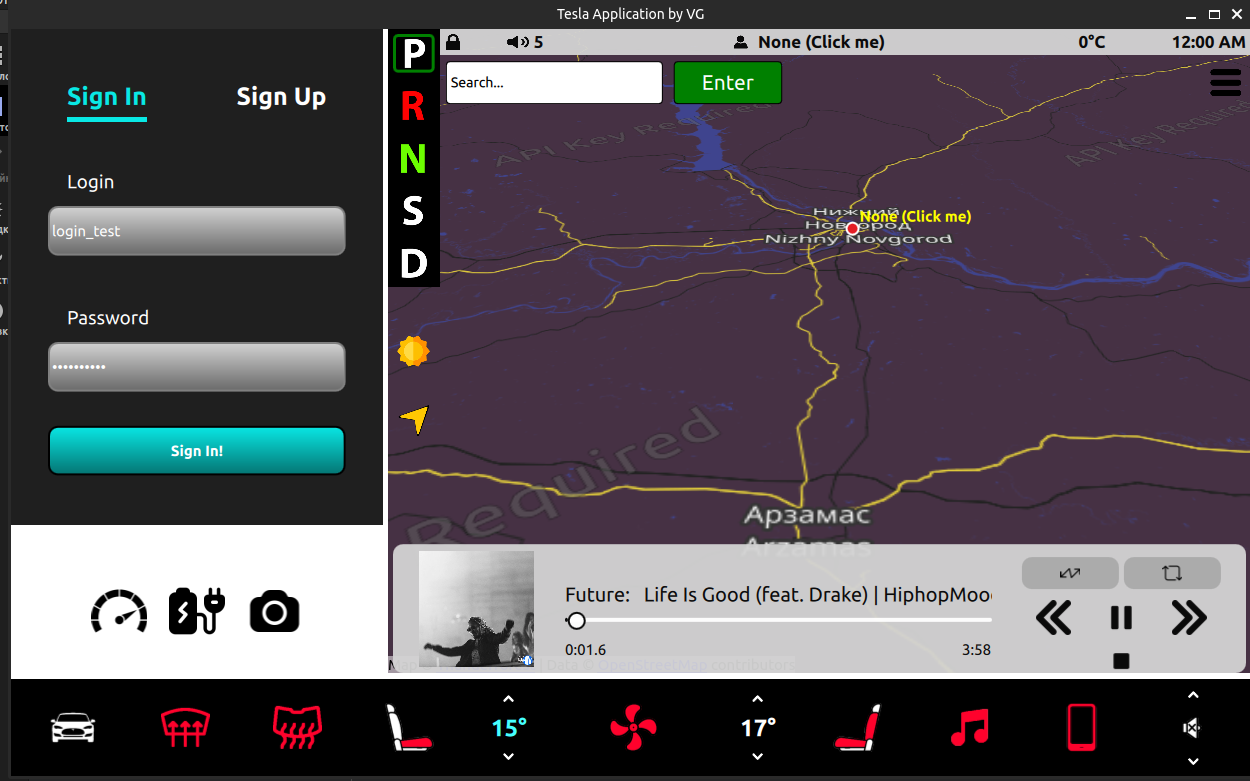 Tesla Application by VG
Sign In
Sign Up
Login
login_test
Password
••••••••••
Sign In!
P
R
N
S
D
5
None (Click me)
0°C
12:00 AM
Search...
Enter
API Key Required
API Key Required
Нижний
Новгород
Nizhny Novgorod
None (Click me)
Required
Арзамас
Arzamas
Future: Life Is Good (feat. Drake) | HiphopMoo
0:01.6
3:58
Data © OpenStreetMap contributors
15°
17°